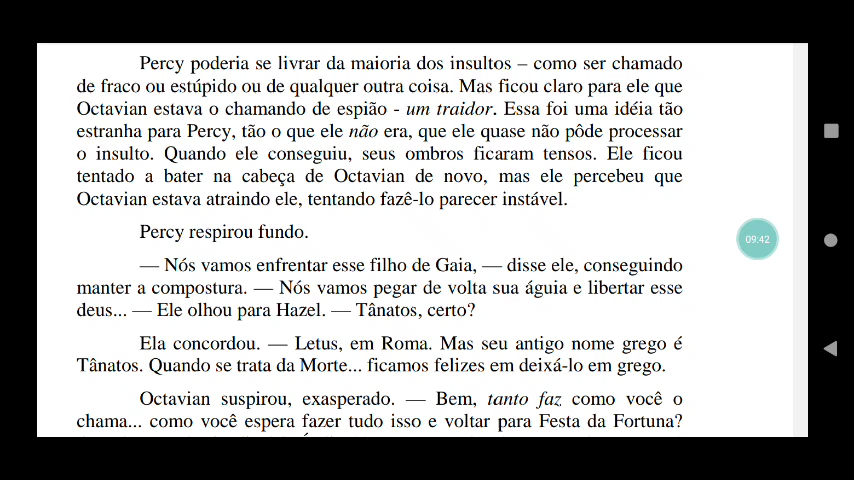 Percy poderia se livrar da maioria dos insultos – como ser chamado
de fraco ou estúpido ou de qualquer outra coisa. Mas ficou claro para ele que
Octavian estava o chamando de espião - um traidor. Essa foi uma idéia tão
estranha para Percy, tão o que ele não era, que ele quase não pôde processar
o insulto. Quando ele conseguiu, seus ombros ficaram tensos. Ele ficou
tentado a bater na cabeça de Octavian de novo, mas ele percebeu que
Octavian estava atraindo ele, tentando fazê-lo parecer instável.
Percy respirou fundo.
— Nós vamos enfrentar esse filho de Gaia, — disse ele, conseguindo
manter a compostura. — Nós vamos pegar de volta sua águia e libertar esse
deus... — Ele olhou para Hazel. — Tânatos, certo?
Ela concordou. — Letus, em Roma. Mas seu antigo nome grego é
Tânatos. Quando se trata da Morte... ficamos felizes em deixá-lo em grego.
Octavian suspirou, exasperado. — Bem, tanto faz como você o
chama... como você espera fazer tudo isso e voltar para Festa da Fortuna?
09:42